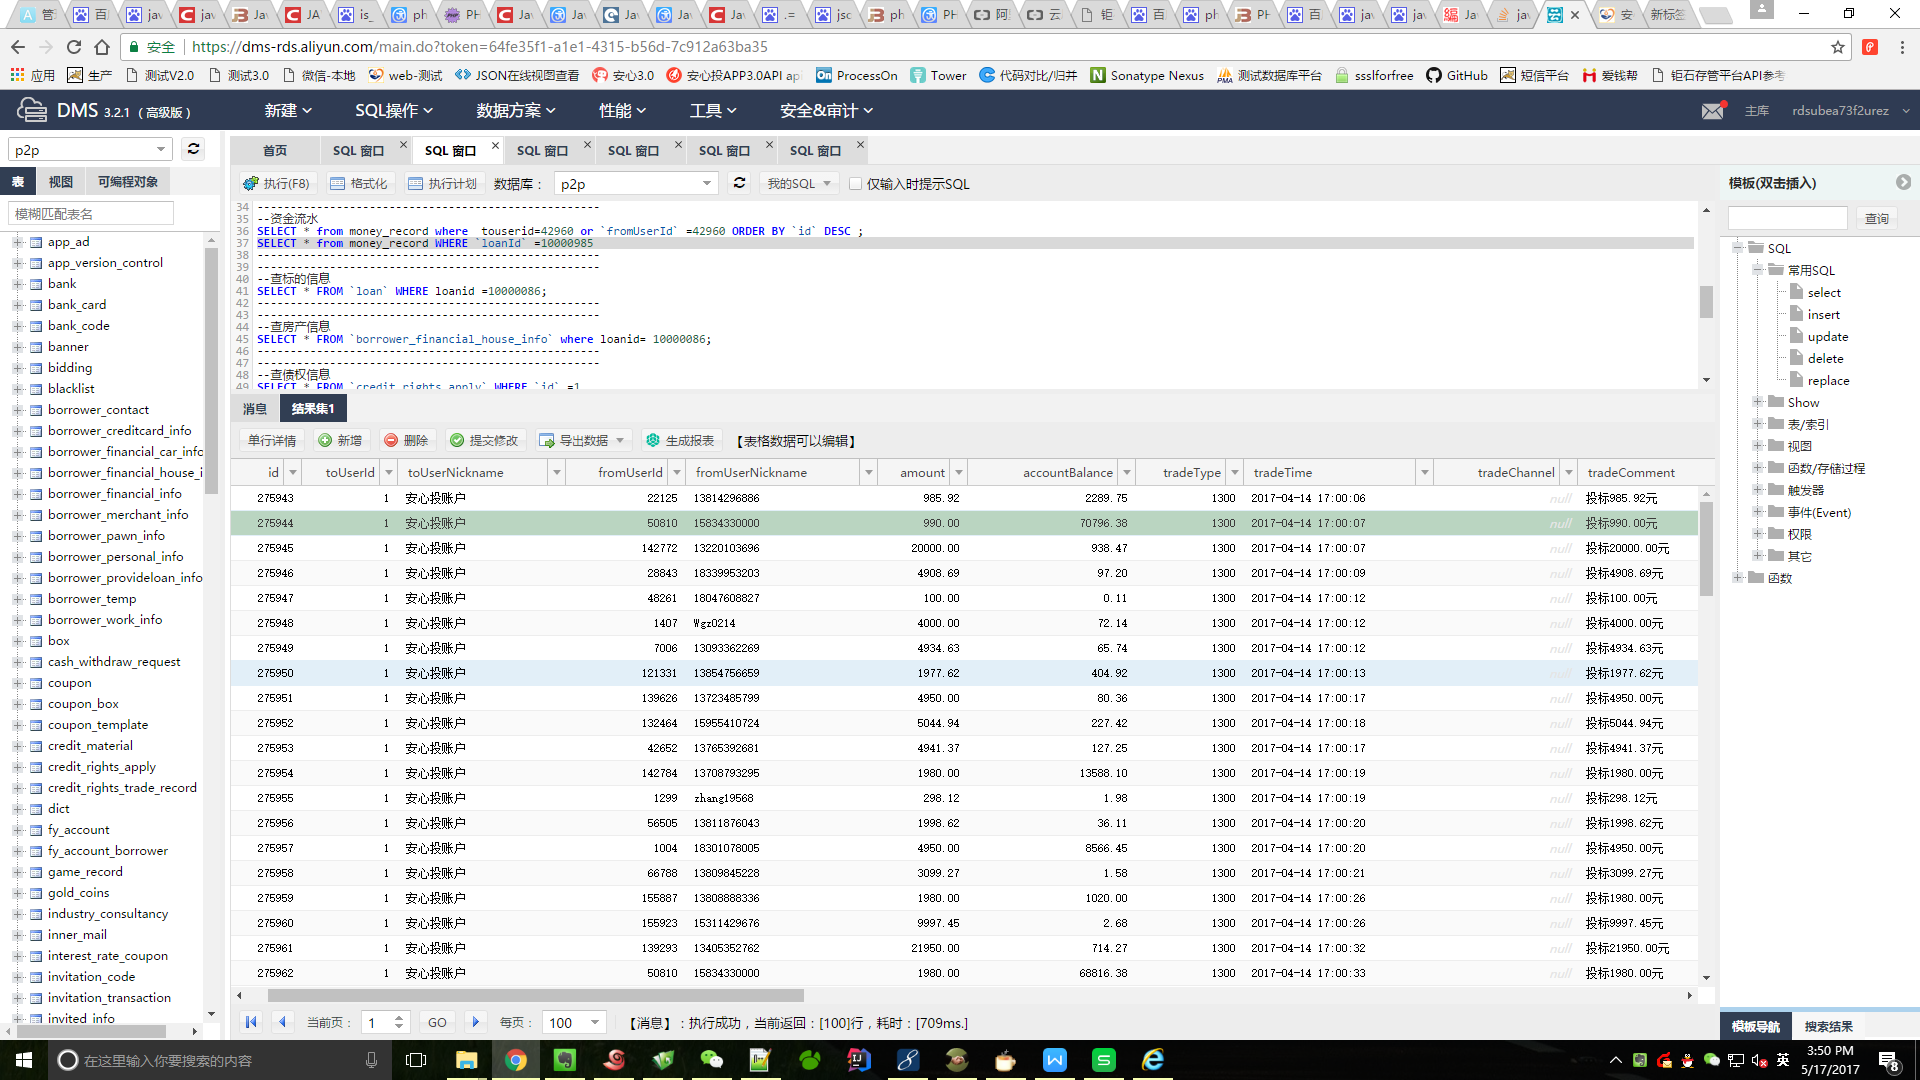 安全 https://dms-rds.aliyun.com/main.do?token=64fe35f1-a1e1-4315-b56d-7c912a63ba35
应用 生产 测试V2.0 测试3.0 微信-本地 web-测试 JSON在线视图查看 安心3.0 安心投APP3.0API api ProcessOn Tower 代码对比/归并 Sonatype Nexus 测试数据库平台 ssslforfree GitHub 短信平台 爱钱帮 钜石存管平台API参考
DMS 3.2.1 ( 高级版 ) 新建 SQL操作 数据方案 性能 工具 安全&审计 主库 rdsubea73f2urez
p2p
首页 SQL 窗口 SQL 窗口 SQL 窗口 SQL 窗口 SQL 窗口 SQL 窗口
表 视图 可编程对象
模糊匹配表名
app_ad
app_version_control
bank
bank_card
bank_code
banner
bidding
blacklist
borrower_contact
borrower_creditcard_info
borrower_financial_car_info
borrower_financial_house_i
borrower_financial_info
borrower_merchant_info
borrower_pawn_info
borrower_personal_info
borrower_provideloan_info
borrower_temp
borrower_work_info
box
cash_withdraw_request
coupon
coupon_box
coupon_template
credit_material
credit_rights_apply
credit_rights_trade_record
dict
fy_account
fy_account_borrower
game_record
gold_coins
industry_consultancy
inner_mail
interest_rate_coupon
invitation_code
invitation_transaction
invited_info
执行(F8) 格式化 执行计划 数据库： p2p 我的SQL 仅输入时提示SQL
34 --------------------------------------------------
35 --资金流水
36 SELECT * from money_record where  touserid=42960 or `fromUserId` =42960 ORDER BY `id` DESC ;
37 SELECT * from money_record WHERE `loanId` =10000985
38 --------------------------------------------------
39 --------------------------------------------------
40 --查标的信息
41 SELECT * FROM `loan` WHERE loanid =10000086;
42 --------------------------------------------------
43 --------------------------------------------------
44 --查房产信息
45 SELECT * FROM `borrower_financial_house_info` where loanid= 10000086;
46 --------------------------------------------------
47 --------------------------------------------------
48 --查债权信息
49 SELECT * FROM `credit_rights_apply` WHERE `id` =1
消息 结果集1
单行详情 新增 删除 提交修改 导出数据 生成报表 【表格数据可以编辑】
id toUserId toUserNickname fromUserId fromUserNickname amount accountBalance tradeType tradeTime tradeChannel tradeComment
275943 1 安心投账户 22125 13814296886 985.92 2289.75 1300 2017-04-14 17:00:06 null 投标985.92元
275944 1 安心投账户 50810 15834330000 990.00 70796.38 1300 2017-04-14 17:00:07 null 投标990.00元
275945 1 安心投账户 142772 13220103696 20000.00 938.47 1300 2017-04-14 17:00:07 null 投标20000.00元
275946 1 安心投账户 28843 18339953203 4908.69 97.20 1300 2017-04-14 17:00:09 null 投标4908.69元
275947 1 安心投账户 48261 18047608827 100.00 0.11 1300 2017-04-14 17:00:12 null 投标100.00元
275948 1 安心投账户 1407 Wgz0214 4000.00 72.14 1300 2017-04-14 17:00:12 null 投标4000.00元
275949 1 安心投账户 7006 13093362269 4934.63 65.74 1300 2017-04-14 17:00:12 null 投标4934.63元
275950 1 安心投账户 121331 13854756659 1977.62 404.92 1300 2017-04-14 17:00:13 null 投标1977.62元
275951 1 安心投账户 139626 13723485799 4950.00 80.36 1300 2017-04-14 17:00:17 null 投标4950.00元
275952 1 安心投账户 132464 15955410724 5044.94 227.42 1300 2017-04-14 17:00:18 null 投标5044.94元
275953 1 安心投账户 42652 13765392681 4941.37 127.25 1300 2017-04-14 17:00:17 null 投标4941.37元
275954 1 安心投账户 142784 13708793295 1980.00 13588.10 1300 2017-04-14 17:00:19 null 投标1980.00元
275955 1 安心投账户 1299 zhang19568 298.12 1.98 1300 2017-04-14 17:00:19 null 投标298.12元
275956 1 安心投账户 56505 13811876043 1998.62 36.11 1300 2017-04-14 17:00:20 null 投标1998.62元
275957 1 安心投账户 1004 18301078005 4950.00 8566.45 1300 2017-04-14 17:00:20 null 投标4950.00元
275958 1 安心投账户 66788 13809845228 3099.27 1.58 1300 2017-04-14 17:00:21 null 投标3099.27元
275959 1 安心投账户 155887 13808888336 1980.00 1020.00 1300 2017-04-14 17:00:26 null 投标1980.00元
275960 1 安心投账户 155923 15311429676 9997.45 2.68 1300 2017-04-14 17:00:26 null 投标9997.45元
275961 1 安心投账户 139293 13405352762 21950.00 714.27 1300 2017-04-14 17:00:32 null 投标21950.00元
275962 1 安心投账户 50810 15834330000 1980.00 68816.38 1300 2017-04-14 17:00:33 null 投标1980.00元
当前页： 1 GO 每页： 100 【消息】：执行成功，当前返回：[100]行，耗时：[709ms.]
模板(双击插入)
查询
SQL
常用SQL
select
insert
update
delete
replace
Show
表/索引
视图
函数/存储过程
触发器
事件(Event)
权限
其它
函数
模板导航 搜索结果
在这里输入你要搜索的内容
英
3:50 PM
5/17/2017
8